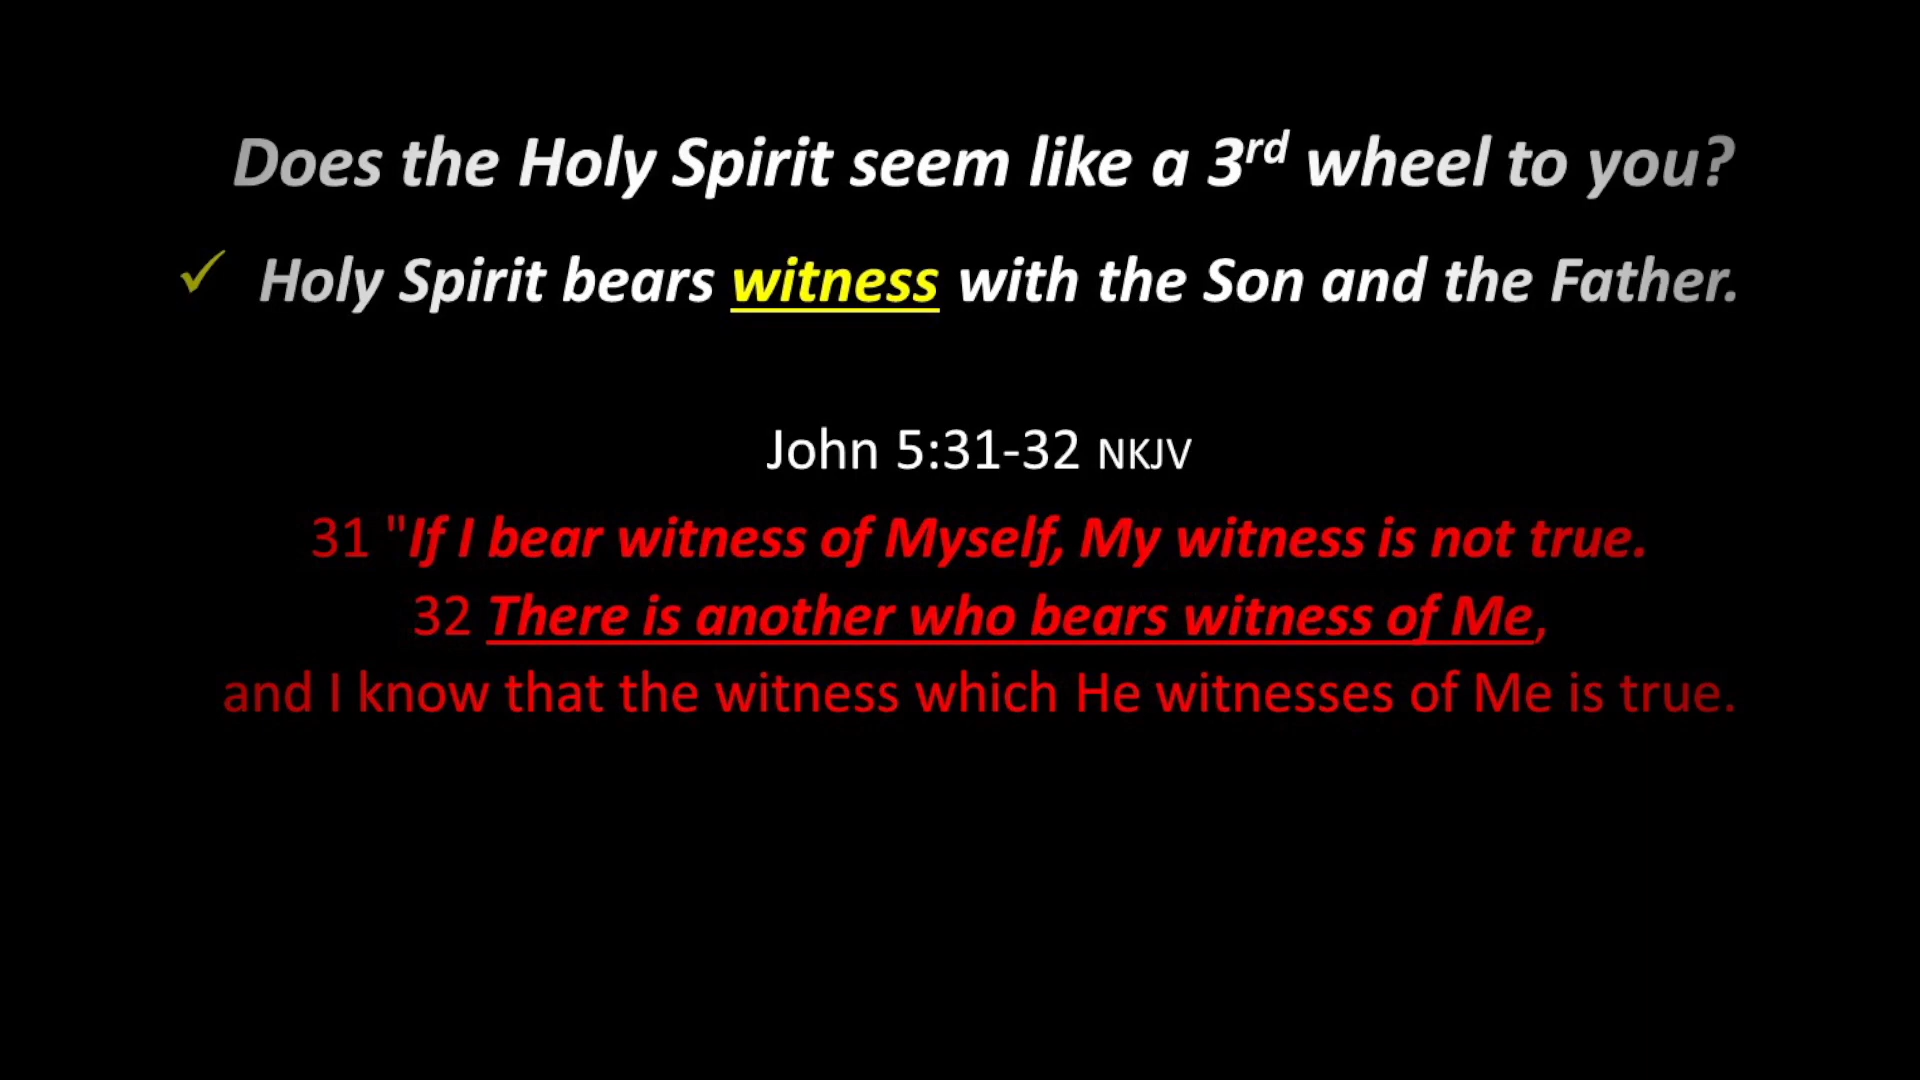 Does the Holy Spirit seem like a 3rd wheel to you?
✓ Holy Spirit bears witness with the Son and the Father.
John 5:31-32 NKJV
31 "If I bear witness of Myself, My witness is not true.
32 There is another who bears witness of Me,
and I know that the witness which He witnesses of Me is true.